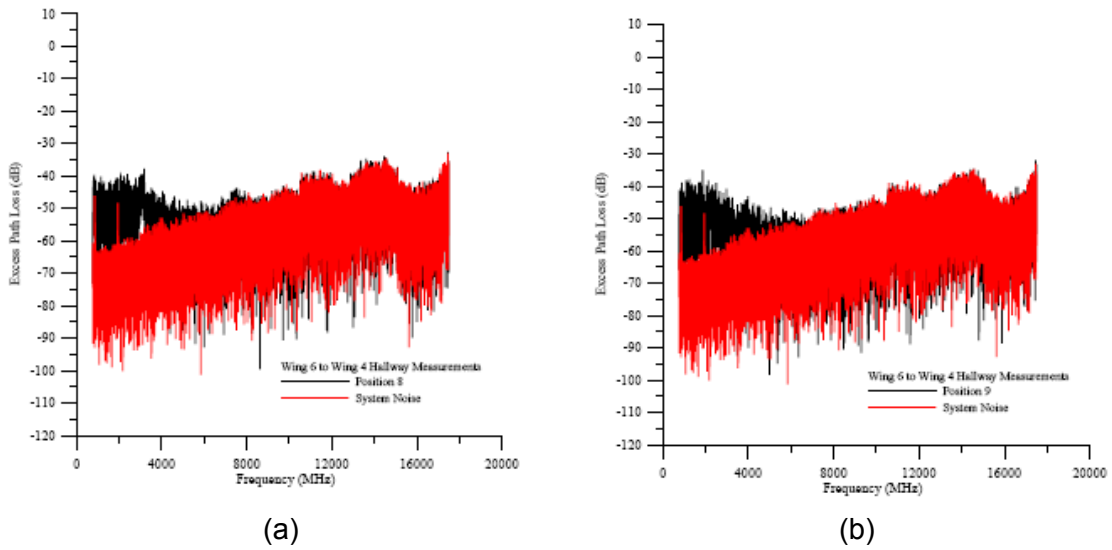 10
0
-10
-20
-30
-40
-50
-60
-70
-80
-90
-100
-110
-120
Excess Path Loss (dB)
Wing 6 to Wing 4 Hallway Measurements
Position 8
System Noise
0 4000 8000 12000 16000 20000
Frequency (MHz)
(a)
10
0
-10
-20
-30
-40
-50
-60
-70
-80
-90
-100
-110
-120
Excess Path Loss (dB)
Wing 6 to Wing 4 Hallway Measurements
Position 9
System Noise
0 4000 8000 12000 16000 20000
Frequency (MHz)
(b)